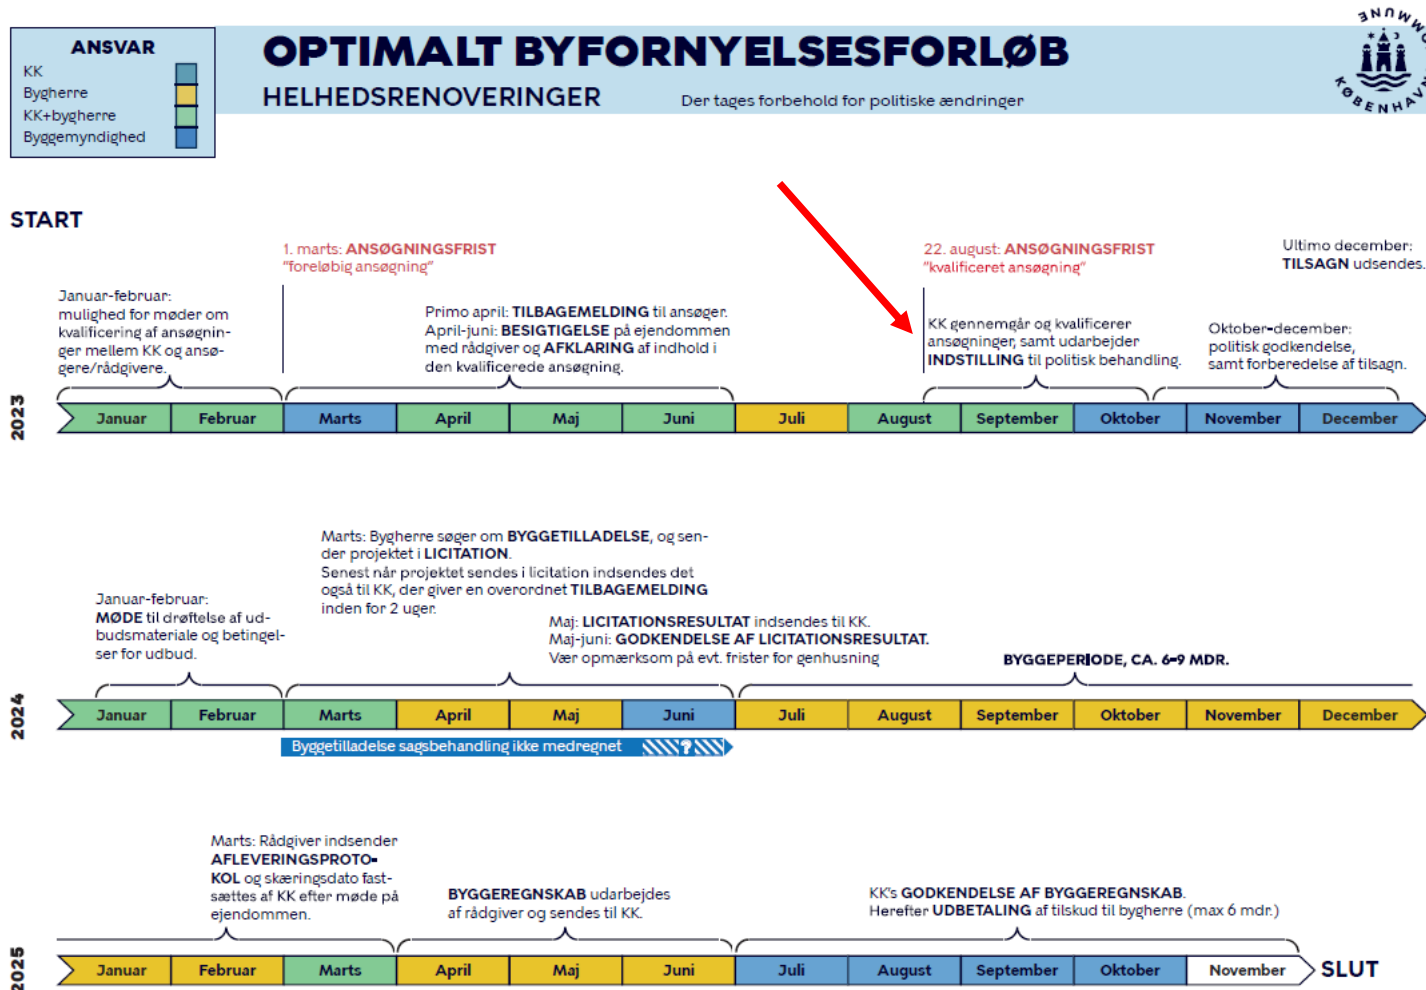 ANSVAR
KK
Bygherre
KK+bygherre
Byggemyndighed
OPTIMALT BYFORNYELSESFORLØB
HELHEDSRENOVERINGER
Der tages forbehold for politiske ændringer
KØBENHAVNS KOMMUNE
START
1. marts: ANSØGNINGSFRIST
"foreløbig ansøgning"
22. august: ANSØGNINGSFRIST
"kvalificeret ansøgning"
Ultimo december:
TILSAGN udsendes.
Januar-februar:
mulighed for møder om
kvalificering af ansøgnin-
ger mellem KK og ansø-
gere/rådgivere.
Primo april: TILBAGEMELDING til ansøger.
April-juni: BESIGTIGELSE på ejendommen
med rådgiver og AFKLARING af indhold i
den kvalificerede ansøgning.
KK gennemgår og kvalificerer
ansøgninger, samt udarbejder
INDSTILLING til politisk behandling.
Oktober-december:
politisk godkendelse,
samt forberedelse af tilsagn.
2023
Januar Februar Marts April Maj Juni Juli August September Oktober November December
Marts: Bygherre søger om BYGGETILLADELSE, og sen-
der projektet i LICITATION.
Senest når projektet sendes i licitation indsendes det
også til KK, der giver en overordnet TILBAGEMELDING
inden for 2 uger.
Januar-februar:
MØDE til drøftelse af ud-
budsmateriale og betingel-
ser for udbud.
Maj: LICITATIONSRESULTAT indsendes til KK.
Maj-juni: GODKENDELSE AF LICITATIONSRESULTAT.
Vær opmærksom på evt. frister for genhusning
BYGGEPERIODE, CA. 6-9 MDR.
2024
Januar Februar Marts April Maj Juni Juli August September Oktober November December
Byggetilladelse sagsbehandling ikke medregnet ?
Marts: Rådgiver indsender
AFLEVERINGSPROTO-
KOL og skæringsdato fast-
sættes af KK efter møde på
ejendommen.
BYGGEREGNSKAB udarbejdes
af rådgiver og sendes til KK.
KK's GODKENDELSE AF BYGGEREGNSKAB.
Herefter UDBETALING af tilskud til bygherre (max 6 mdr.)
2025
Januar Februar Marts April Maj Juni Juli August September Oktober November SLUT